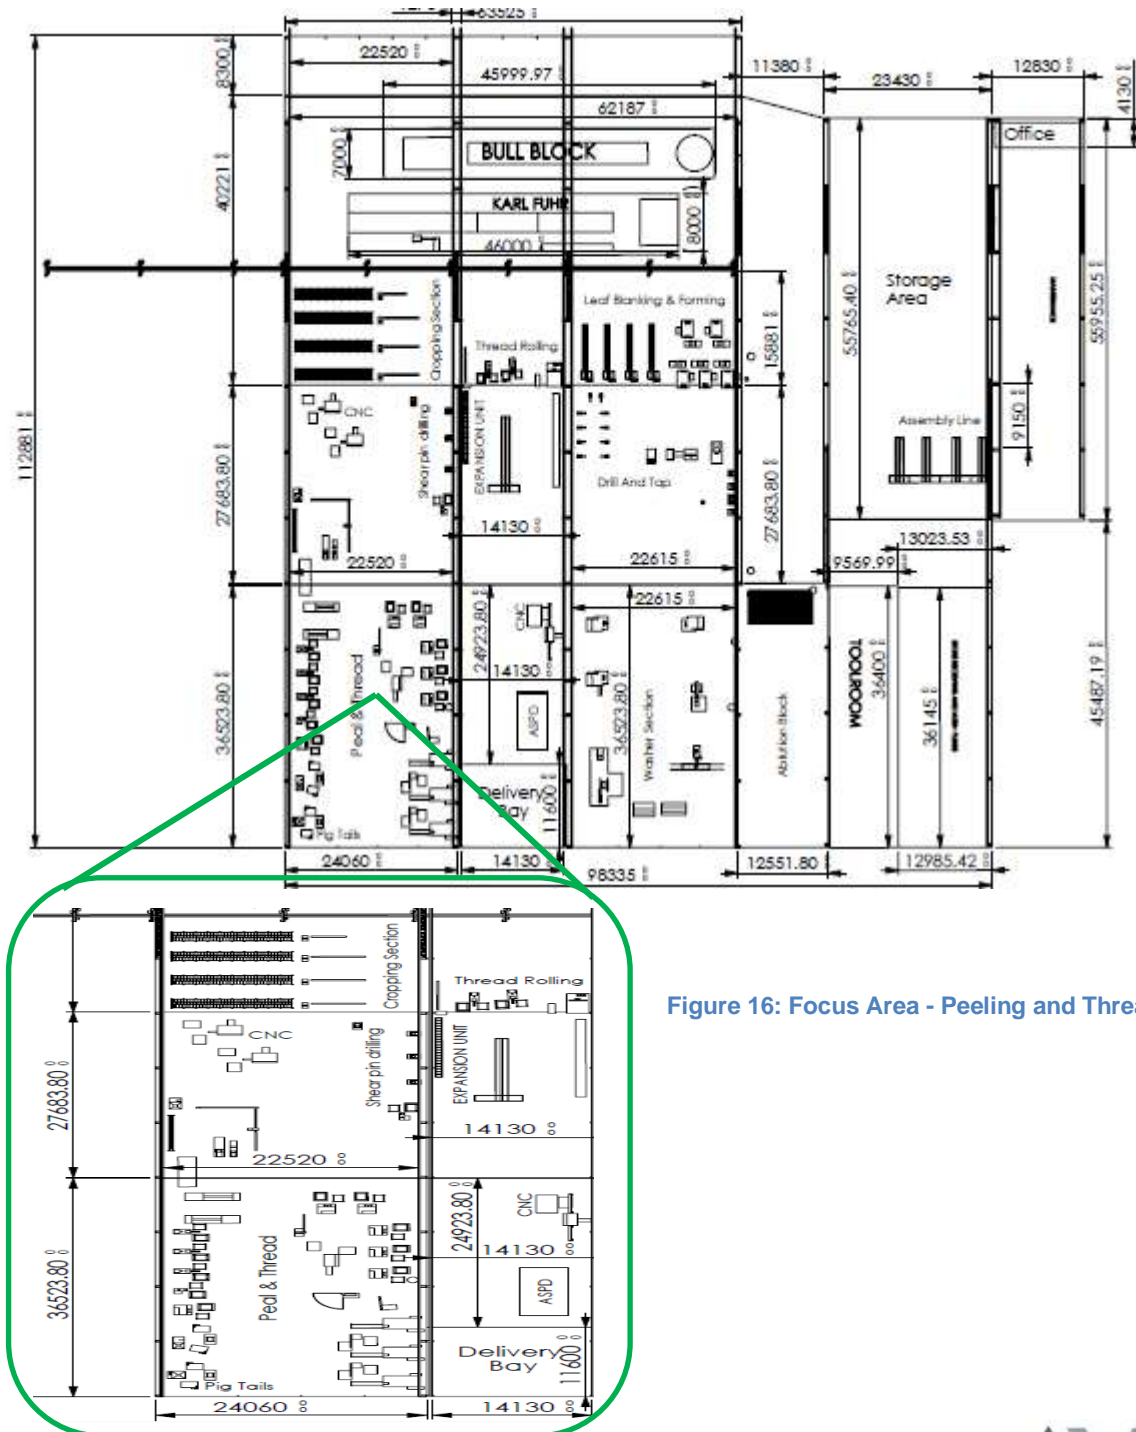 63525
22520
45999.97
11380
23430
12830
8300
4130
62187
Office
BULL BLOCK
7000
KARL FUHR
8000
40221
46000
Storage
Area
55765.40
55955.25
Leaf Blanking & Forming
Cropping Section
Thread Rolling
15881
112881
CNC
Shear pin drilling
EXPANSION UNIT
Assembly Line
9150
Drill And Tap
27683.80
27683.80
14130
13023.53
22520
22615
9569.99
22615
24923.80
CNC
14130
36523.80
Peal & Thread
ASPD
36523.80
Washer Section
Ablution Block
TOOLROOM
36400
36145
45487.19
Delivery
Bay
11600
Pig Tails
24060
14130
12551.80
12985.42
98335
Cropping Section
Thread Rolling
CNC
Shear pin drilling
EXPANSION UNIT
27683.80
14130
22520
24923.80
CNC
14130
36523.80
Peal & Thread
ASPD
Delivery
Bay
11600
Pig Tails
24060
14130
Figure 16: Focus Area - Peeling and Threa